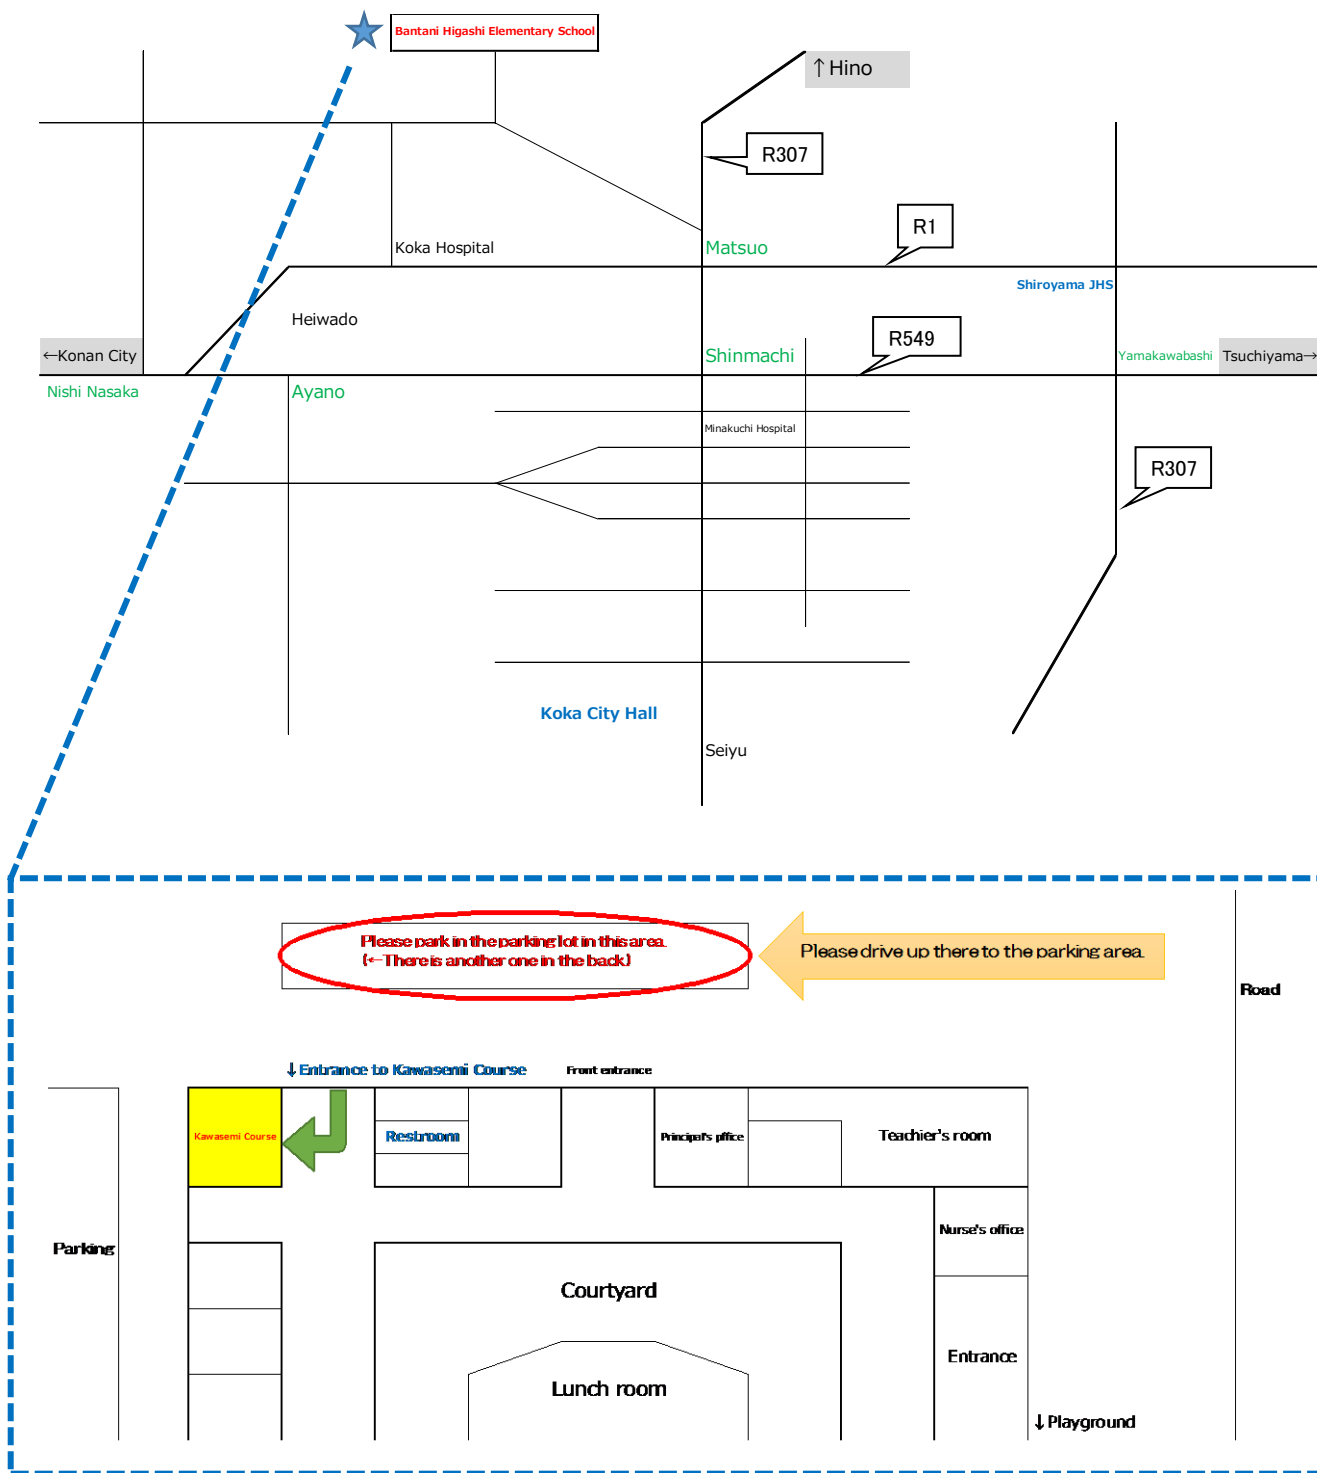 Bantani Higashi Elementary School
↑Hino
R307
R1
Koka Hospital
Matsuo
Shiroyama JHS
Heiwado
R549
←Konan City
Shinmachi
Yamakawabashi
Tsuchiyama→
Nishi Nasaka
Ayano
Minakuchi Hospital
R307
Koka City Hall
Seiyu
Please park in the parking lot in this area.
(←There is another one in the back)
Please drive up there to the parking area.
Road
↓Entrance to Kawasemi Course
Front entrance
Kawasemi Course
Restroom
Principal's office
Teachier's room
Nurse's office
Parking
Courtyard
Entrance
Lunch room
↓Playground